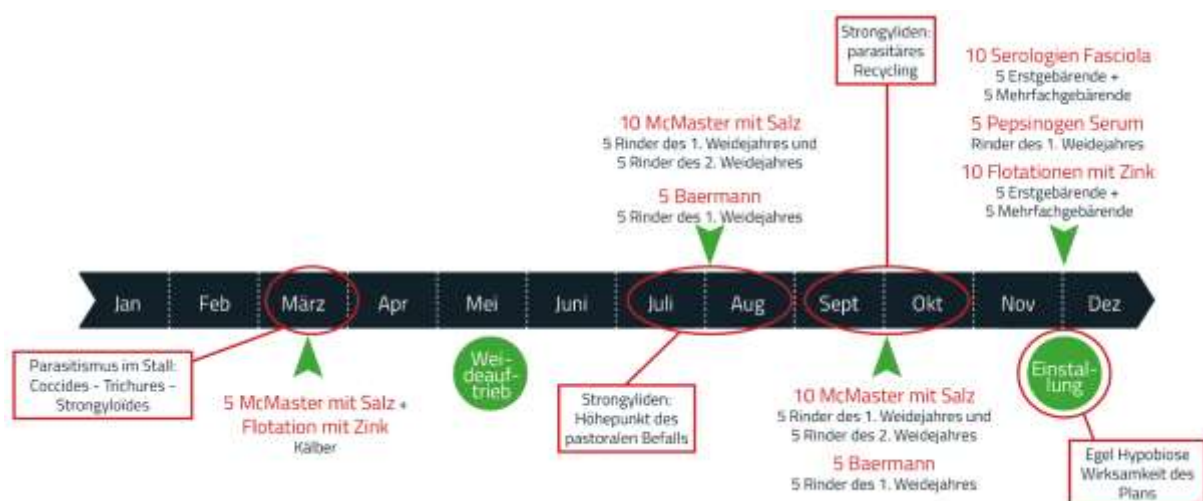 Strongyliden:
parasitäres
Recycling
10 Serologien Fasciola
5 Erstgebärende +
5 Mehrfachgebärende
5 Pepsinogen Serum
Rinder des 1. Weidejahres
10 Flotationen mit Zink
5 Erstgebärende +
5 Mehrfachgebärende
10 McMaster mit Salz
5 Rinder des 1. Weidejahres und
5 Rinder des 2. Weidejahres
5 Baermann
5 Rinder des 1. Weidejahres
Jan Feb März Apr Mei Juni Juli Aug Sept Okt Nov Dez
Parasitismus im Stall:
Coccides - Trichures -
Strongyloïdes
5 McMaster mit Salz +
Flotation mit Zink
Kälber
Wei-
deauf-
trieb
Strongyliden:
Höhepunkt des
pastoralen Befalls
10 McMaster mit Salz
5 Rinder des 1. Weidejahres und
5 Rinder des 2. Weidejahres
5 Baermann
5 Rinder des 1. Weidejahres
Einstal-
lung
Egel Hypobiose
Wirksamkeit des
Plans